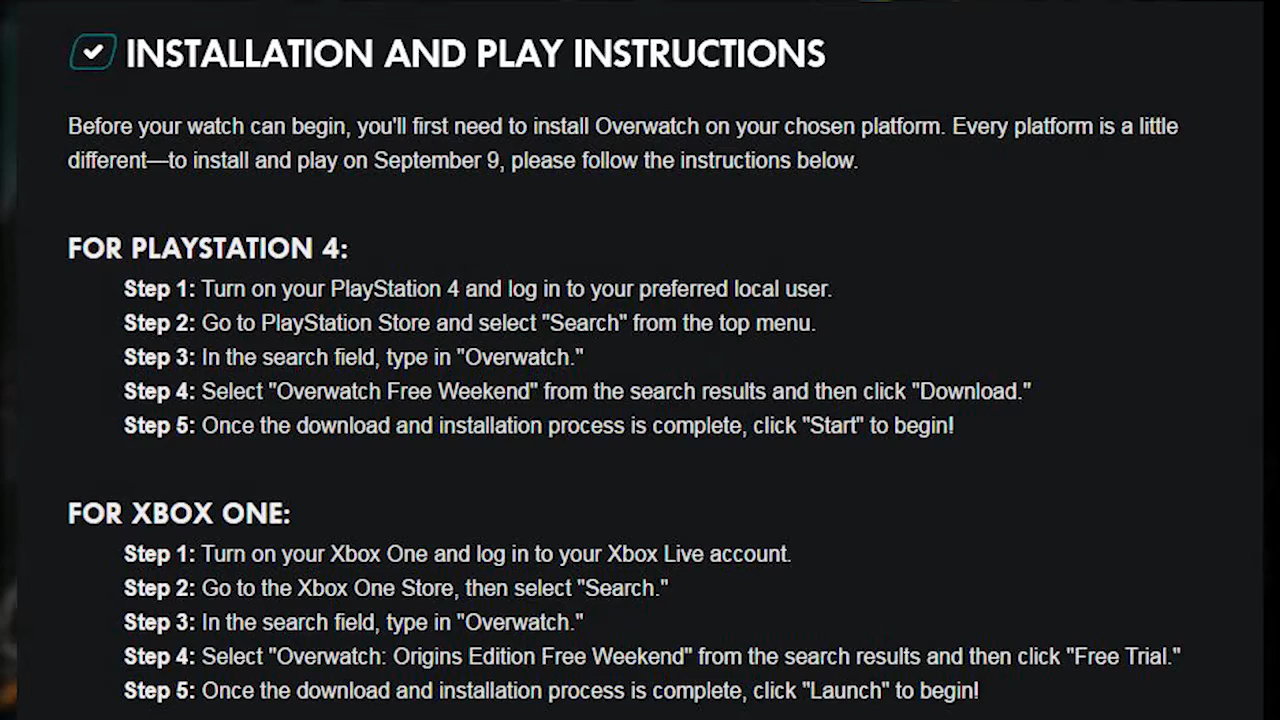 INSTALLATION AND PLAY INSTRUCTIONS
Before your watch can begin, you'll first need to install Overwatch on your chosen platform. Every platform is a little
different—to install and play on September 9, please follow the instructions below.
FOR PLAYSTATION 4:
Step 1: Turn on your PlayStation 4 and log in to your preferred local user.
Step 2: Go to PlayStation Store and select "Search" from the top menu.
Step 3: In the search field, type in "Overwatch."
Step 4: Select "Overwatch Free Weekend" from the search results and then click "Download."
Step 5: Once the download and installation process is complete, click "Start" to begin!
FOR XBOX ONE:
Step 1: Turn on your Xbox One and log in to your Xbox Live account.
Step 2: Go to the Xbox One Store, then select "Search."
Step 3: In the search field, type in "Overwatch."
Step 4: Select "Overwatch: Origins Edition Free Weekend" from the search results and then click "Free Trial."
Step 5: Once the download and installation process is complete, click "Launch" to begin!